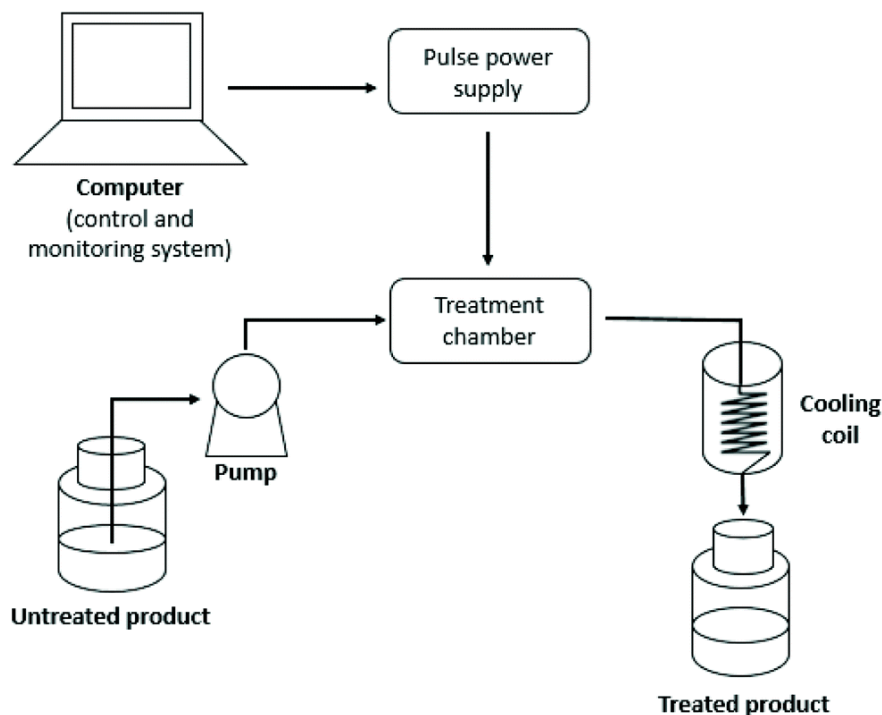 Pulse power
supply
Computer
(control and
monitoring system)
Treatment
chamber
Cooling
coil
Pump
Untreated product
Treated product